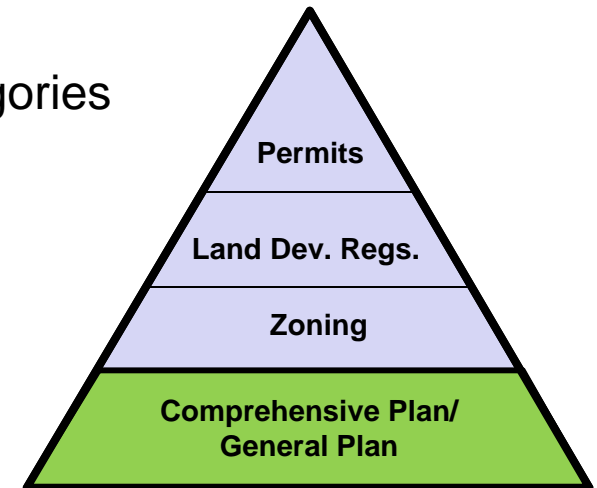 gories
Permits
Land Dev. Regs.
Zoning
Comprehensive Plan/
General Plan